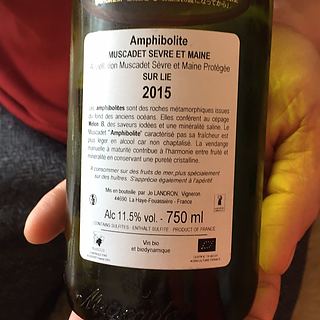 Amphibolite
MUSCADET SEVRE ET MAINE
Appellation Muscadet Sèvre et Maine Protégée
SUR LIE
2015
Les amphibolites sont des roches métamorphiques issues
du fond des anciens océans. Elles confèrent au cépage
Melon B. des saveurs iodées et une minéralité saline. Le
Muscadet "Amphibolite" caractérisé par sa fraîcheur est
plus léger en alcool car non chaptalisé. La vendange
manuelle à maturité contribue à l'harmonie entre fruité et
minéralité en conservant une pureté cristalline.
A consommer sur des fruits de mer, plus spécialement
sur des huîtres. S'apprécie également à l'apéritif
Mis en bouteille par Jo LANDRON, Vigneron
44690 La Haye-Fouassière - France
Alc 11.5% vol. - 750 ml
CONTAINS SULFITES - ENTHALT SULFITE - PRODUCT OF FRANCE
Vin bio
et biodynamique